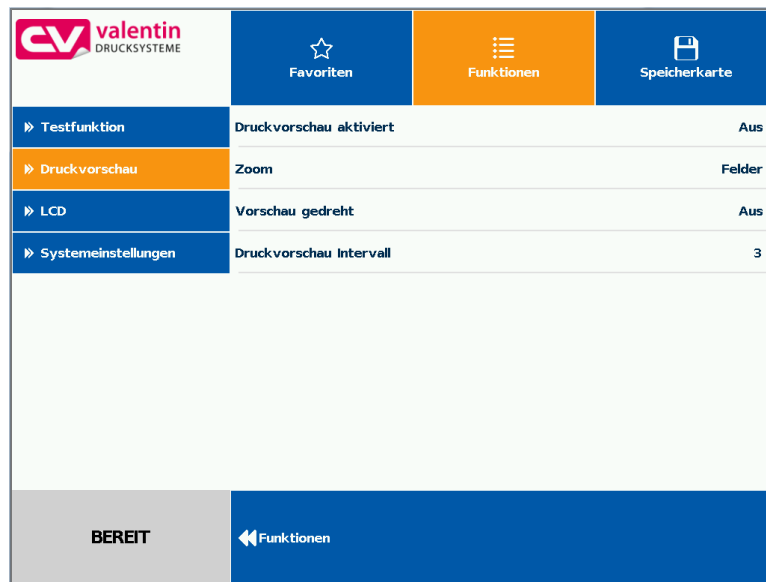 valentin
DRUCKSYSTEME
Favoriten
Funktionen
Speicherkarte
Testfunktion
Druckvorschau aktiviert Aus
Druckvorschau
Zoom Felder
LCD
Vorschau gedreht Aus
Systemeinstellungen
Druckvorschau Intervall 3
BEREIT
Funktionen